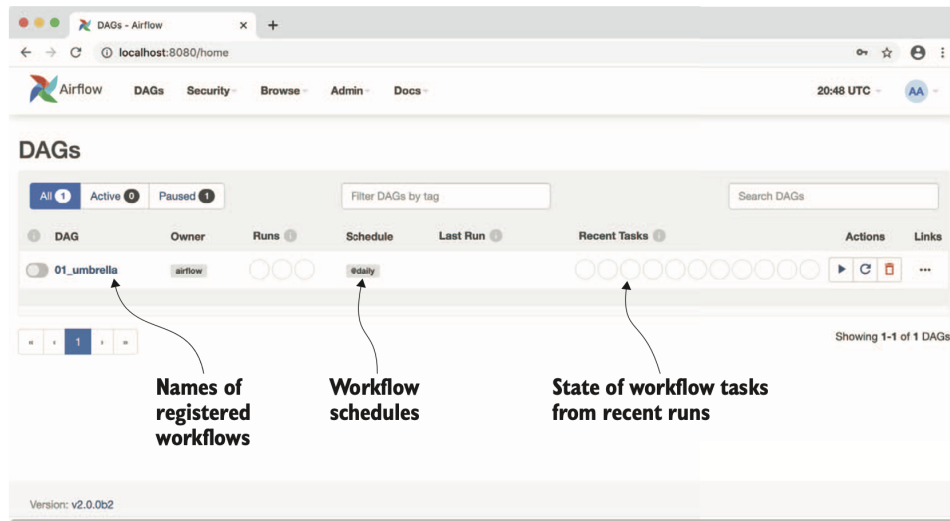 DAGs - Airflow
localhost:8080/home
Airflow DAGs Security Browse Admin Docs 20:48 UTC AA
DAGs
All 1 Active 0 Paused 1 Filter DAGs by tag Search DAGs
DAG Owner Runs Schedule Last Run Recent Tasks Actions Links
01_umbrella airflow @daily
« ‹ 1 › » Showing 1-1 of 1 DAGs
Names of
registered
workflows
Workflow
schedules
State of workflow tasks
from recent runs
Version: v2.0.0b2